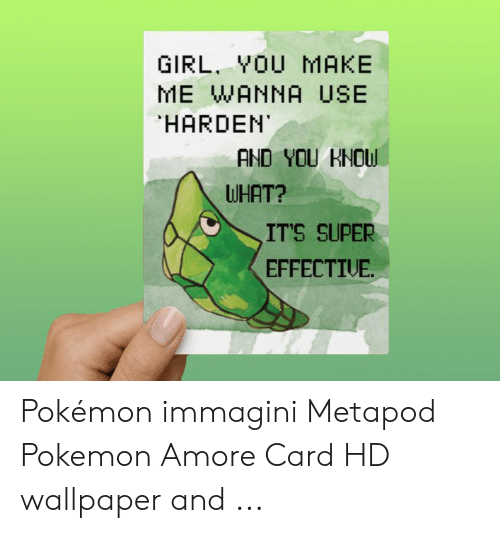 GIRL, YOU MAKE
ME WANNA USE
'HARDEN'
AND YOU KNOW
WHAT?
IT'S SUPER
EFFECTIVE.
Pokémon immagini Metapod
Pokemon Amore Card HD
wallpaper and ...